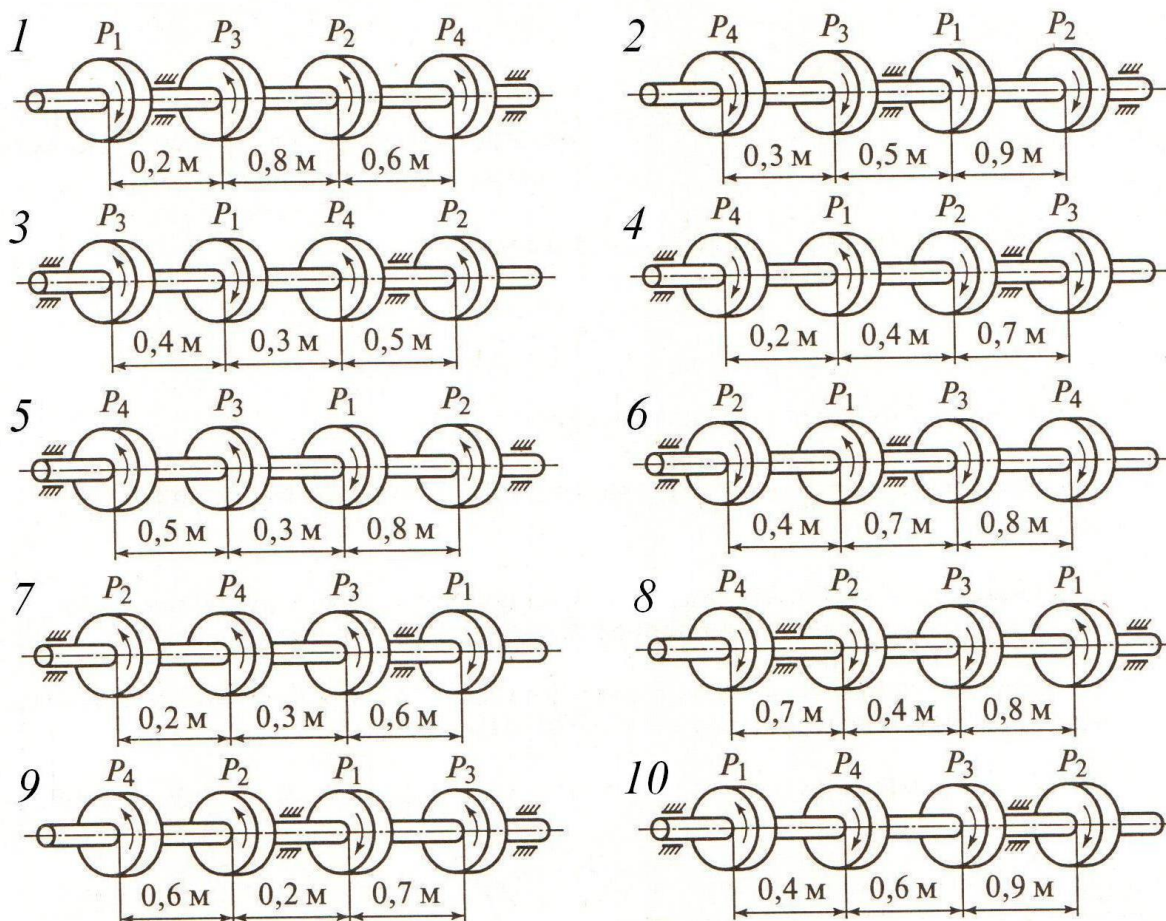 1 P1 P3 P2 P4
0,2 м 0,8 м 0,6 м
2 P4 P3 P1 P2
0,3 м 0,5 м 0,9 м
3 P3 P1 P4 P2
0,4 м 0,3 м 0,5 м
4 P4 P1 P2 P3
0,2 м 0,4 м 0,7 м
5 P4 P3 P1 P2
0,5 м 0,3 м 0,8 м
6 P2 P1 P3 P4
0,4 м 0,7 м 0,8 м
7 P2 P4 P3 P1
0,2 м 0,3 м 0,6 м
8 P4 P2 P3 P1
0,7 м 0,4 м 0,8 м
9 P4 P2 P1 P3
0,6 м 0,2 м 0,7 м
10 P1 P4 P3 P2
0,4 м 0,6 м 0,9 м